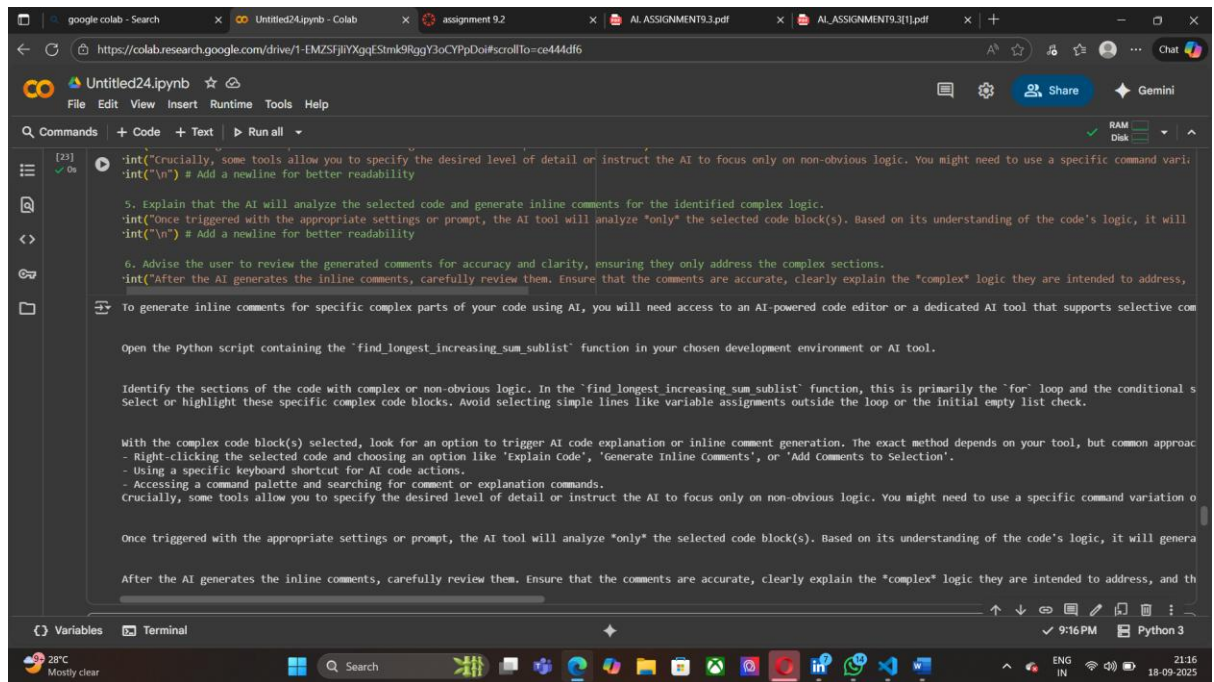 google colab - Search
Untitled24.ipynb - Colab
assignment 9.2
AI. ASSIGNMENT9.3.pdf
AI,_ASSIGNMENT9.3[1].pdf
https://colab.research.google.com/drive/1-EMZSFjIiYXgqEStmk9RggY3oCYPpDoi#scrollTo=ce444df6
Chat
Untitled24.ipynb
File Edit View Insert Runtime Tools Help
Share
Gemini
Commands + Code + Text Run all
RAM
Disk
[23]
0s
int("Crucially, some tools allow you to specify the desired level of detail or instruct the AI to focus only on non-obvious logic. You might need to use a specific command vari
int("\n") # Add a newline for better readability
5. Explain that the AI will analyze the selected code and generate inline comments for the identified complex logic.
int("Once triggered with the appropriate settings or prompt, the AI tool will analyze *only* the selected code block(s). Based on its understanding of the code's logic, it will
int("\n") # Add a newline for better readability
6. Advise the user to review the generated comments for accuracy and clarity, ensuring they only address the complex sections.
int("After the AI generates the inline comments, carefully review them. Ensure that the comments are accurate, clearly explain the *complex* logic they are intended to address,
To generate inline comments for specific complex parts of your code using AI, you will need access to an AI-powered code editor or a dedicated AI tool that supports selective com
Open the Python script containing the `find_longest_increasing_sum_sublist` function in your chosen development environment or AI tool.
Identify the sections of the code with complex or non-obvious logic. In the `find_longest_increasing_sum_sublist` function, this is primarily the `for` loop and the conditional s
Select or highlight these specific complex code blocks. Avoid selecting simple lines like variable assignments outside the loop or the initial empty list check.
With the complex code block(s) selected, look for an option to trigger AI code explanation or inline comment generation. The exact method depends on your tool, but common approac
- Right-clicking the selected code and choosing an option like 'Explain Code', 'Generate Inline Comments', or 'Add Comments to Selection'.
- Using a specific keyboard shortcut for AI code actions.
- Accessing a command palette and searching for comment or explanation commands.
Crucially, some tools allow you to specify the desired level of detail or instruct the AI to focus only on non-obvious logic. You might need to use a specific command variation o
Once triggered with the appropriate settings or prompt, the AI tool will analyze *only* the selected code block(s). Based on its understanding of the code's logic, it will genera
After the AI generates the inline comments, carefully review them. Ensure that the comments are accurate, clearly explain the *complex* logic they are intended to address, and th
Variables
Terminal
9:16 PM
Python 3
28°C
Mostly clear
Search
ENG
IN
21:16
18-09-2025